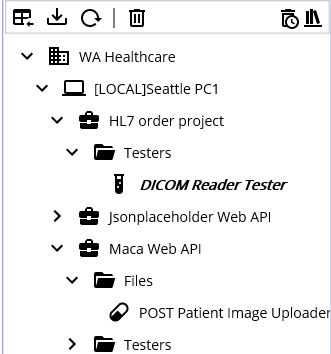 WA Healthcare
[LOCAL]Seattle PC1
HL7 order project
Testers
DICOM Reader Tester
Jsonplaceholder Web API
Maca Web API
Files
POST Patient Image Uploader
Testers